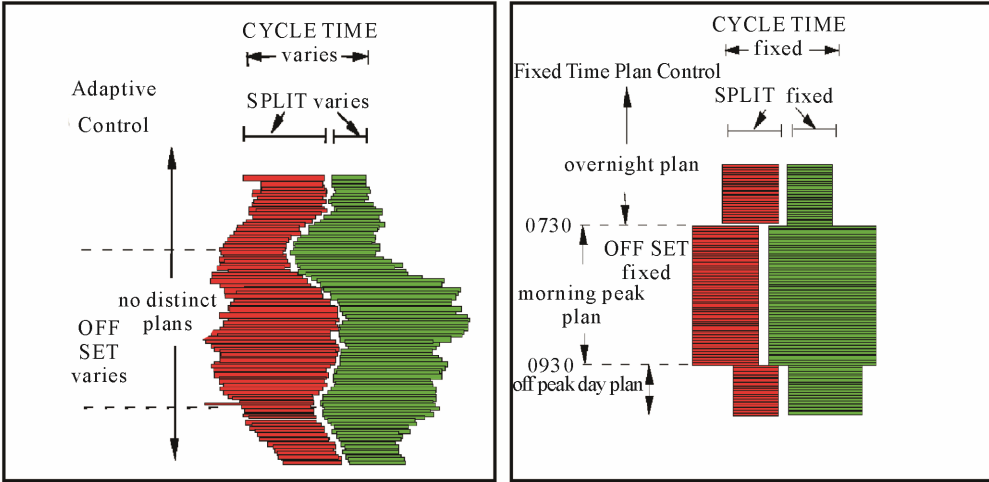 CYCLE TIME
varies
Adaptive
Control
SPLIT varies
no distinct
plans
OFF
SET
varies
CYCLE TIME
fixed
Fixed Time Plan Control
SPLIT fixed
overnight plan
0730
OFF SET
fixed
morning peak
plan
0930
off peak day plan